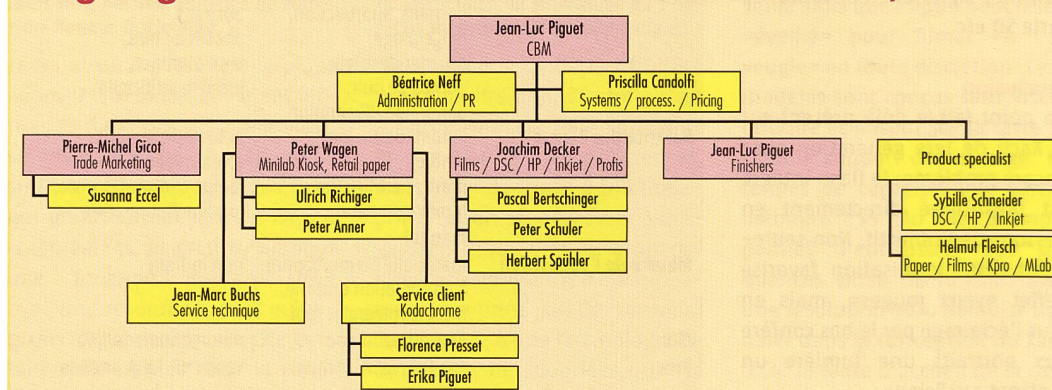 Jean-Luc Piguet
CBM
Béatrice Neff
Administration / PR
Priscilla Candolfi
Systems / process. / Pricing
Pierre-Michel Gicot
Trade Marketing
Susanna Eccel
Peter Wagen
Minilab Kiosk, Retail paper
Ulrich Richiger
Peter Anner
Jean-Marc Buchs
Service technique
Service client
Kodachrome
Florence Presset
Erika Piguet
Joachim Decker
Films / DSC / HP / Inkjet / Profis
Pascal Bertschinger
Peter Schuler
Herbert Spühler
Jean-Luc Piguet
Finishers
Product specialist
Sybille Schneider
DSC / HP / Inkjet
Helmut Fleisch
Paper / Films / Kpro / MLab